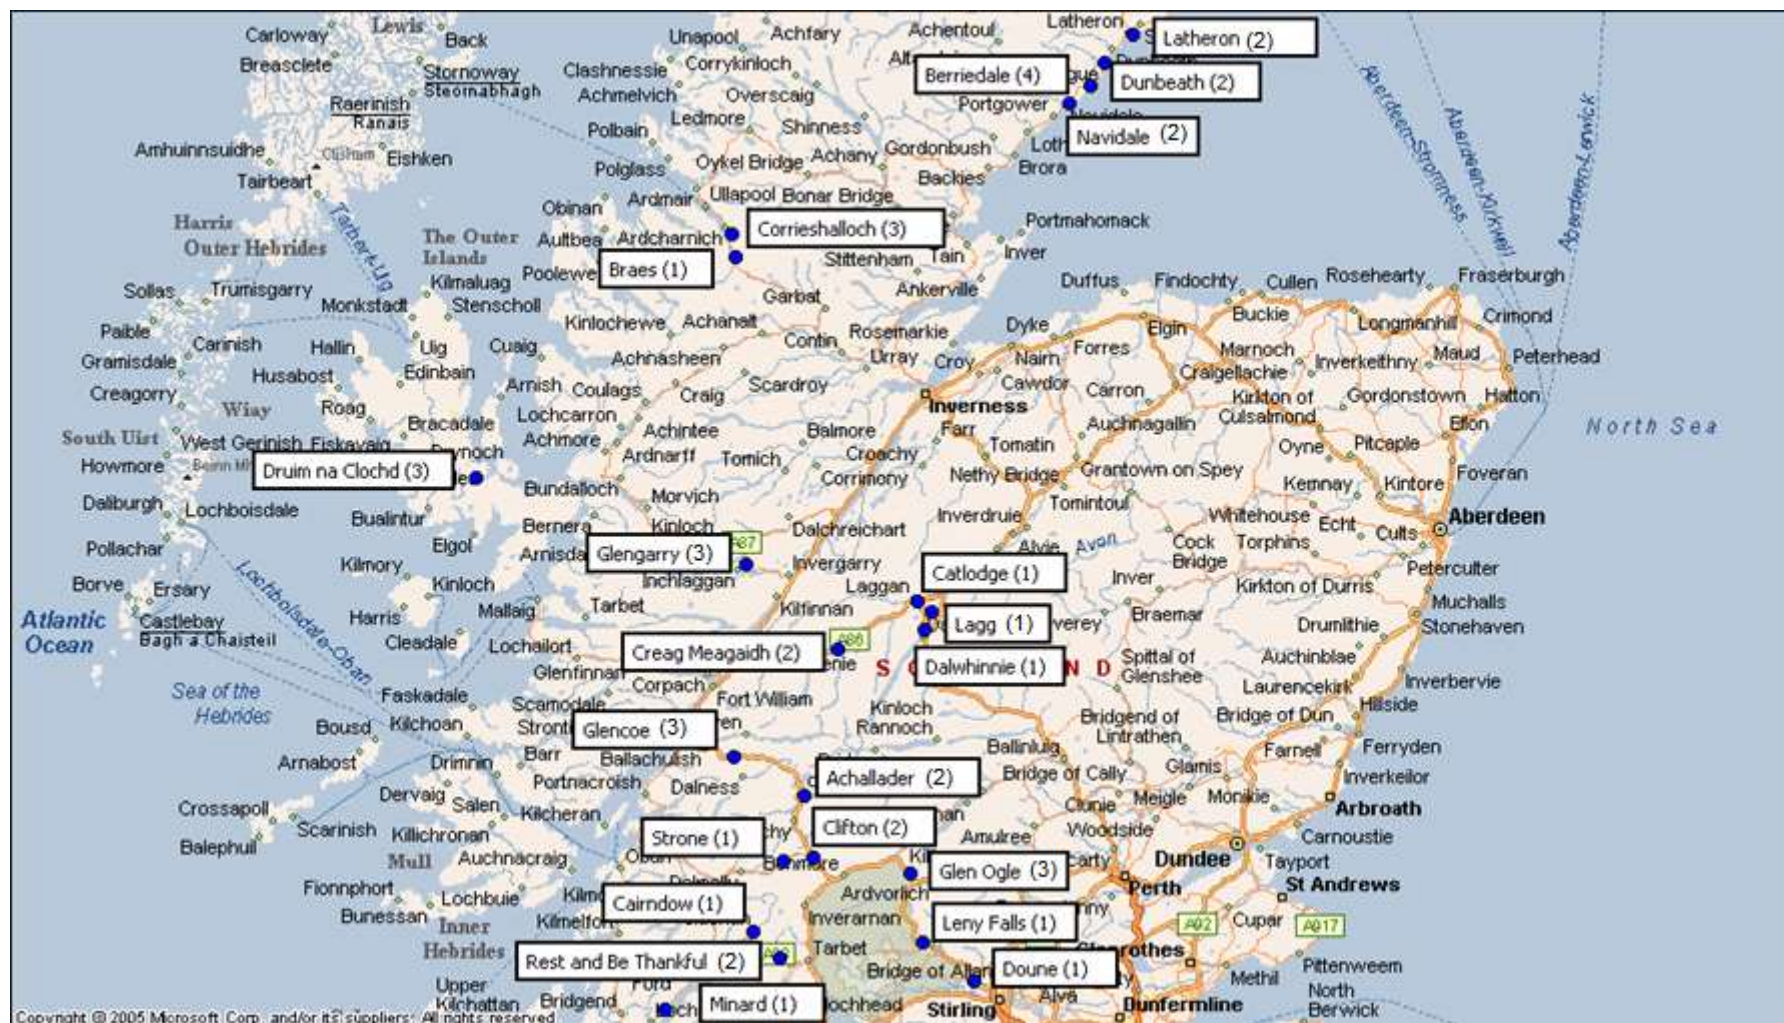 Lewis
Carloway
Back
Breasclete
Stornoway
Steornabhagh
Raerinish
Ranais
Amhuinnsuidhe
Clisham
Eishken
Tairbeart
Harris
Outer Hebrides
Tarbert-Uig
The Outer
Islands
Kilmaluag
Sollas
Trumisgarry
Monkstadt
Stenscholl
Paible
Carinish
Hallin
Uig
Cuaig
Gramisdale
Husabost
Edinbain
Creagorry
Wiay
Roag
Arnish
Bracadale
South Uist
West Gerinish
Fiskavaig
Howmore
Druim na Clochd (3)
Daliburgh
Lochboisdale
Bualintur
Pollachar
Elgol
Kilmory
Kinloch
Borve
Ersary
Castlebay
Bagh a Chaisteil
Harris
Cleadale
Mallaig
Atlantic
Ocean
Lochboisdale-Oban
Sea of the
Hebrides
Unapool
Achfary
Achentoul
Latheron
Latheron (2)
Clashnessie
Corrykinloch
Berriedale (4)
Dunbeath (2)
Achmelvich
Overscaig
Portgower
Navidale (2)
Ledmore
Shinness
Polbain
Polglass
Oykel Bridge
Achany
Gordonbush
Brora
Backies
Ullapool
Bonar Bridge
Ardmair
Obinan
Corrieshalloch (3)
Portmahomack
Aultbea
Ardcharnich
Braes (1)
Stittenham
Tain
Inver
Garbat
Ankerville
Kinlochewe
Achanalt
Contin
Rosemarkie
Achnasheen
Urray
Croy
Coulags
Craig
Scardroy
Inverness
Lochcarron
Achmore
Achintee
Balmore
Farr
Ardnarff
Tomich
Croachy
Tomatin
Corrimony
Nethy Bridge
Bundalloch
Morvich
Bernera
Kinloch
Dalchreichart
Inverdruie
Glengarry (3)
A87
Invergarry
Alvie
Avon
Inchlaggan
Laggan
Catlodge (1)
Tarbet
Kilfinnan
Lagg (1)
Lochailort
Creag Meagaidh (2)
A86
Dalwhinnie (1)
Glenfinnan
Corpach
Fort William
Duffus
Findochty
Cullen
Rosehearty
Fraserburgh
Dyke
Elgin
Buckie
Longmanhill
Crimond
Nairn
Forres
Marnoch
Inverkeithny
Maud
Peterhead
Cawdor
Carron
Craigellachie
Kirkton of
Culsalmond
Gordonstown
Hatton
Auchnagallin
Ellon
Oyne
Pitcaple
Grantown on Spey
Foveran
Tomintoul
Kemnay
Kintore
Whitehouse
Echt
Cults
Aberdeen
Cock
Bridge
Torphins
Inver
Kirkton of Durris
Peterculter
Braemar
Muchalls
Drumlithie
Stonehaven
Spittal of
Glenshee
Auchinblae
Laurencekirk
Inverbervie
Aberdeen-Stromness
Aberdeen-Kirkwall
Aberdeen-Lerwick
North Sea
Faskadale
Scamodale
Kilchoan
Bousd
Arnabost
Drimnin
Barr
Glencoe (3)
Kinloch
Rannoch
Bridgend of
Lintrathen
Bridge of Dun
Hillside
Ballachulish
Ballinluig
Farnell
Ferryden
Portnacroish
Dalness
Achallader (2)
Bridge of Cally
Glamis
Inverkeilor
Dervaig
Salen
Kilcheran
Clunie
Meigle
Monikie
Arbroath
Crossapoll
Scarinish
Killichronan
Strone (1)
Clifton (2)
Amulree
Woodside
Carnoustie
Balephuil
Mull
Auchnacraig
Benmore
Glen Ogle (3)
Dundee
Tayport
Fionnphort
Lochbuie
Ardvorlich
Perth
St Andrews
Bunessan
Cairndow (1)
Inverarnan
Leny Falls (1)
A92
Cupar
A917
Inner
Hebrides
Kilmelfort
Rest and Be Thankful (2)
Tarbet
Bridge of Allan
Doune (1)
Methil
Pittenweem
Upper
Kilchattan
Bridgend
Ford
Minard (1)
Stirling
Alva
Dunfermline
North
Berwick
Copyright © 2005 Microsoft Corp. and/or its suppliers. All rights reserved